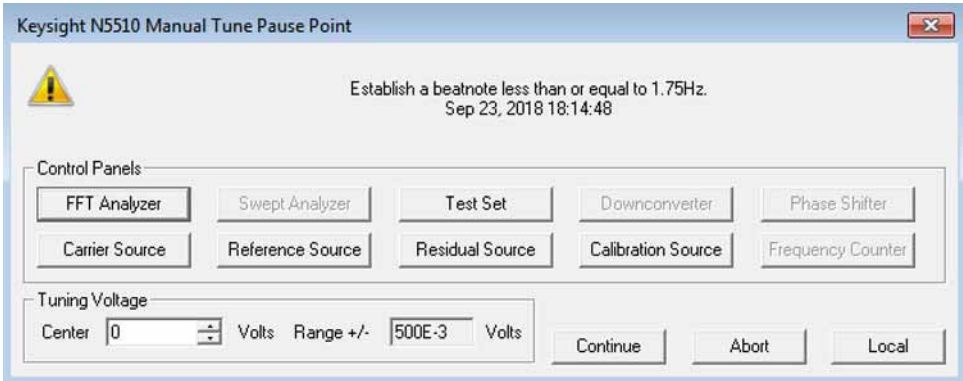 Keysight N5510 Manual Tune Pause Point
Establish a beatnote less than or equal to 1.75Hz.
Sep 23, 2018 18:14:48
Control Panels
FFT Analyzer Swept Analyzer Test Set Downconverter Phase Shifter
Carrier Source Reference Source Residual Source Calibration Source Frequency Counter
Tuning Voltage
Center 0 Volts Range +/- 500E-3 Volts
Continue Abort Local